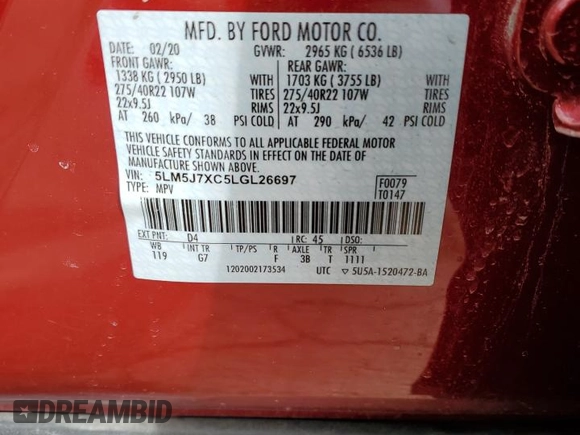 MFD. BY FORD MOTOR CO.
DATE: 02/20 GVWR: 2965 KG ( 6536 LB)
FRONT GAWR: REAR GAWR:
1338 KG ( 2950 LB) WITH 1703 KG ( 3755 LB) WITH
275/40R22 107W TIRES 275/40R22 107W TIRES
22x9.5J RIMS 22x9.5J RIMS
AT 260 kPa/ 38 PSI COLD AT 290 kPa/ 42 PSI COLD
THIS VEHICLE CONFORMS TO ALL APPLICABLE FEDERAL MOTOR
VEHICLE SAFETY STANDARDS IN EFFECT ON THE DATE OF
MANUFACTURE SHOWN ABOVE.
VIN: 5LM5J7XC5LGL26697
TYPE: MPV
F0079
T0147
EXT PNT: D4 RC: 45 DSO:
WB INT TR TP/PS R AXLE TR SPR
119 G7 F 3B T 1111
1202002173534 UTC ▽ 5U5A-1520472-BA
DREAMBID